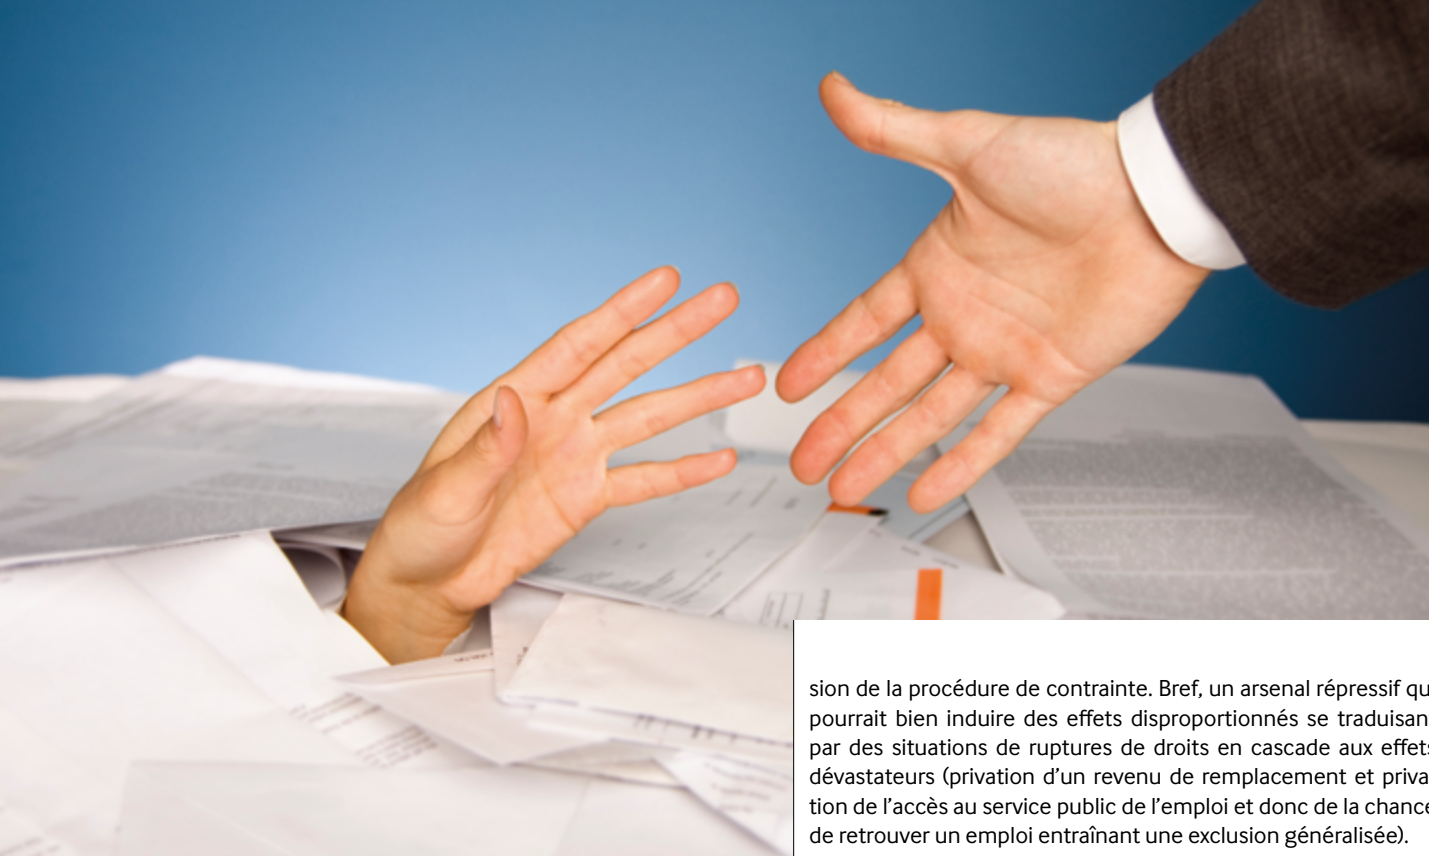 sion de la procédure de contrainte. Bref, un arsenal répressif qu
pourrait bien induire des effets disproportionnés se traduisan
par des situations de ruptures de droits en cascade aux effets
dévastateurs (privation d’un revenu de remplacement et priva
tion de l’accès au service public de l’emploi et donc de la chance
de retrouver un emploi entraînant une exclusion généralisée).